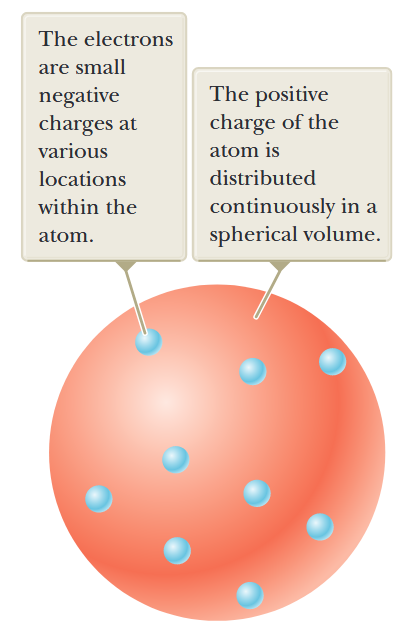 The electrons
are small
negative
charges at
various
locations
within the
atom.
The positive
charge of the
atom is
distributed
continuously in a
spherical volume.